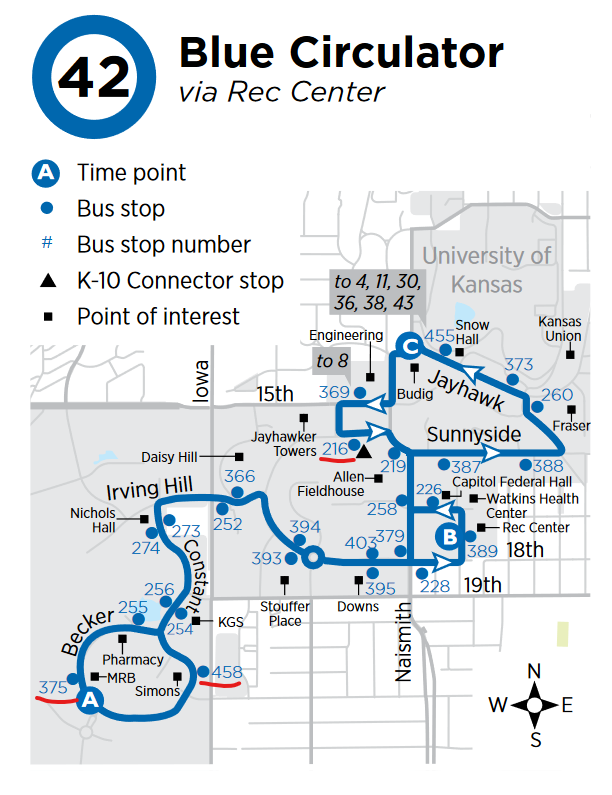 42
Blue Circulator
via Rec Center
A Time point
Bus stop
# Bus stop number
K-10 Connector stop
Point of interest
University of
Kansas
to 4, 11, 30,
36, 38, 43
Engineering
to 8
C
455
Snow
Hall
Kansas
Union
Iowa
15th
369
Budig
Jayhawk
373
260
Fraser
Jayhawker
Towers
216
Sunnyside
Daisy Hill
366
Allen
Fieldhouse
219
387
388
Irving Hill
252
258
226
Capitol Federal Hall
Watkins Health
Center
Rec Center
Nichols
Hall
273
274
394
393
403
379
B
389
18th
Constant
395
228
19th
256
255
254
KGS
Stouffer
Place
Downs
Naismith
Becker
Pharmacy
MRB
Simons
458
375
A
N
W
E
S